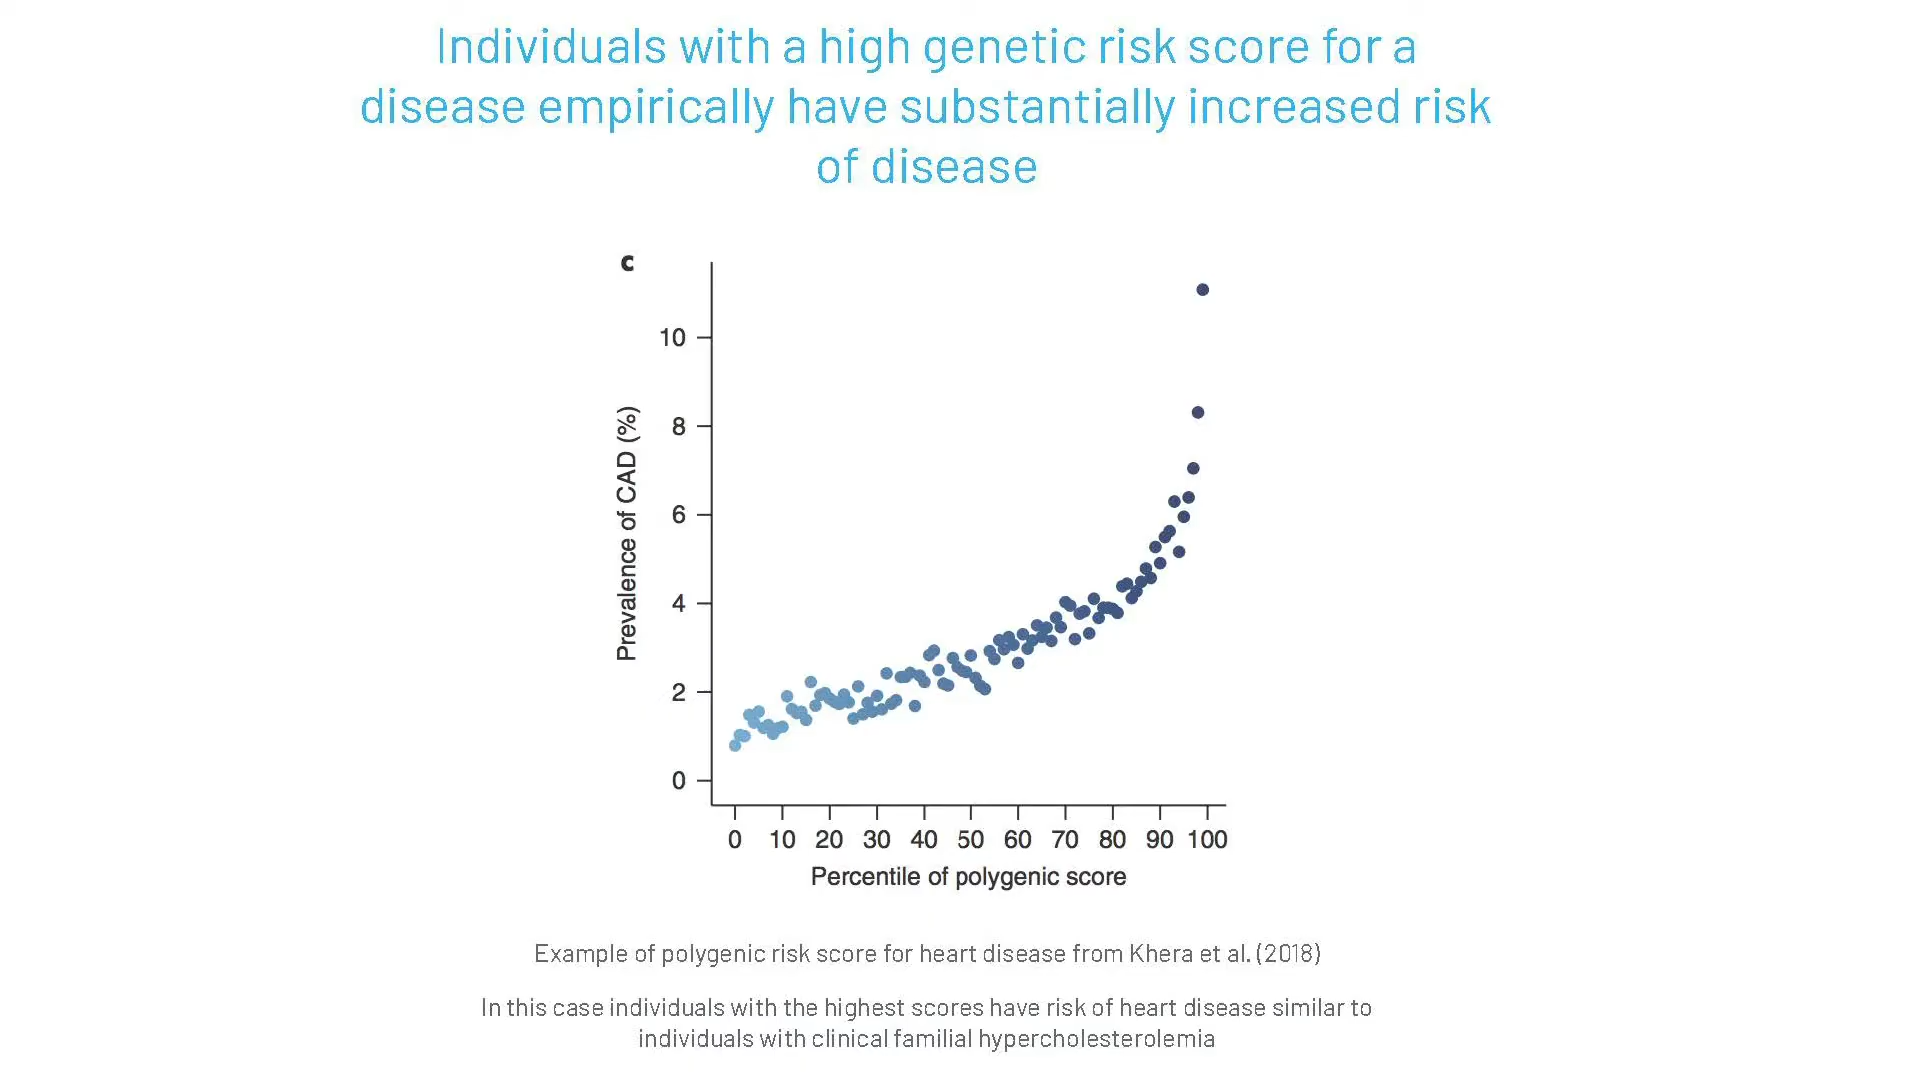 Individuals with a high genetic risk score for a
disease empirically have substantially increased risk
of disease
c
10
8
6
4
2
0
Prevalence of CAD (%)
0 10 20 30 40 50 60 70 80 90 100
Percentile of polygenic score
Example of polygenic risk score for heart disease from Khera et al. (2018)
In this case individuals with the highest scores have risk of heart disease similar to
individuals with clinical familial hypercholesterolemia